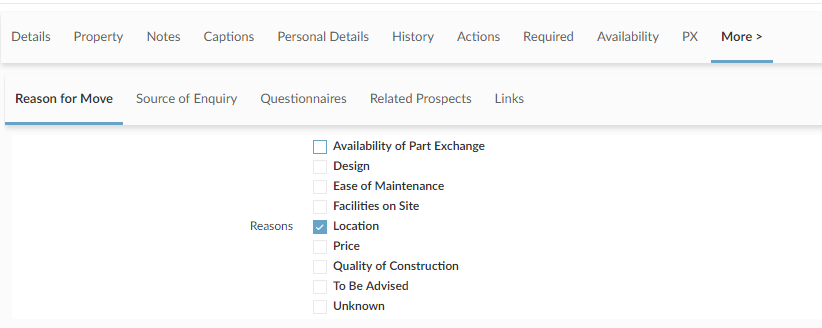 Details Property Notes Captions Personal Details History Actions Required Availability PX More >
Reason for Move Source of Enquiry Questionnaires Related Prospects Links
Availability of Part Exchange
Design
Ease of Maintenance
Facilities on Site
Reasons Location
Price
Quality of Construction
To Be Advised
Unknown